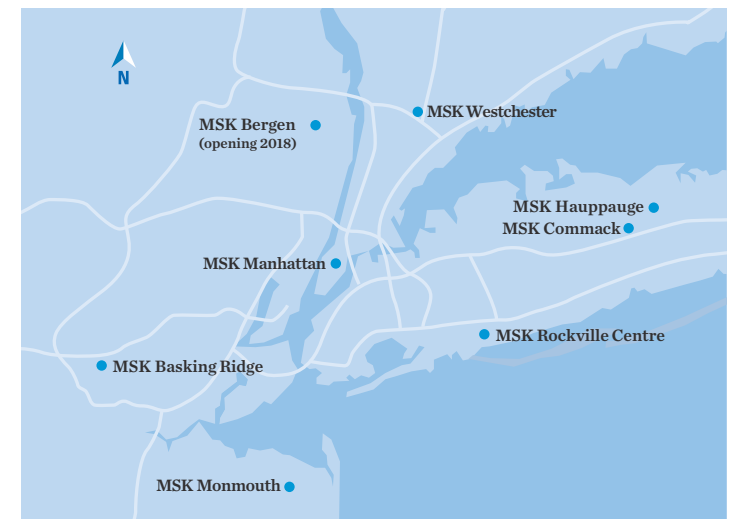 N
MSK Westchester
MSK Bergen
(opening 2018)
MSK Hauppauge
MSK Commack
MSK Manhattan
MSK Rockville Centre
MSK Basking Ridge
MSK Monmouth